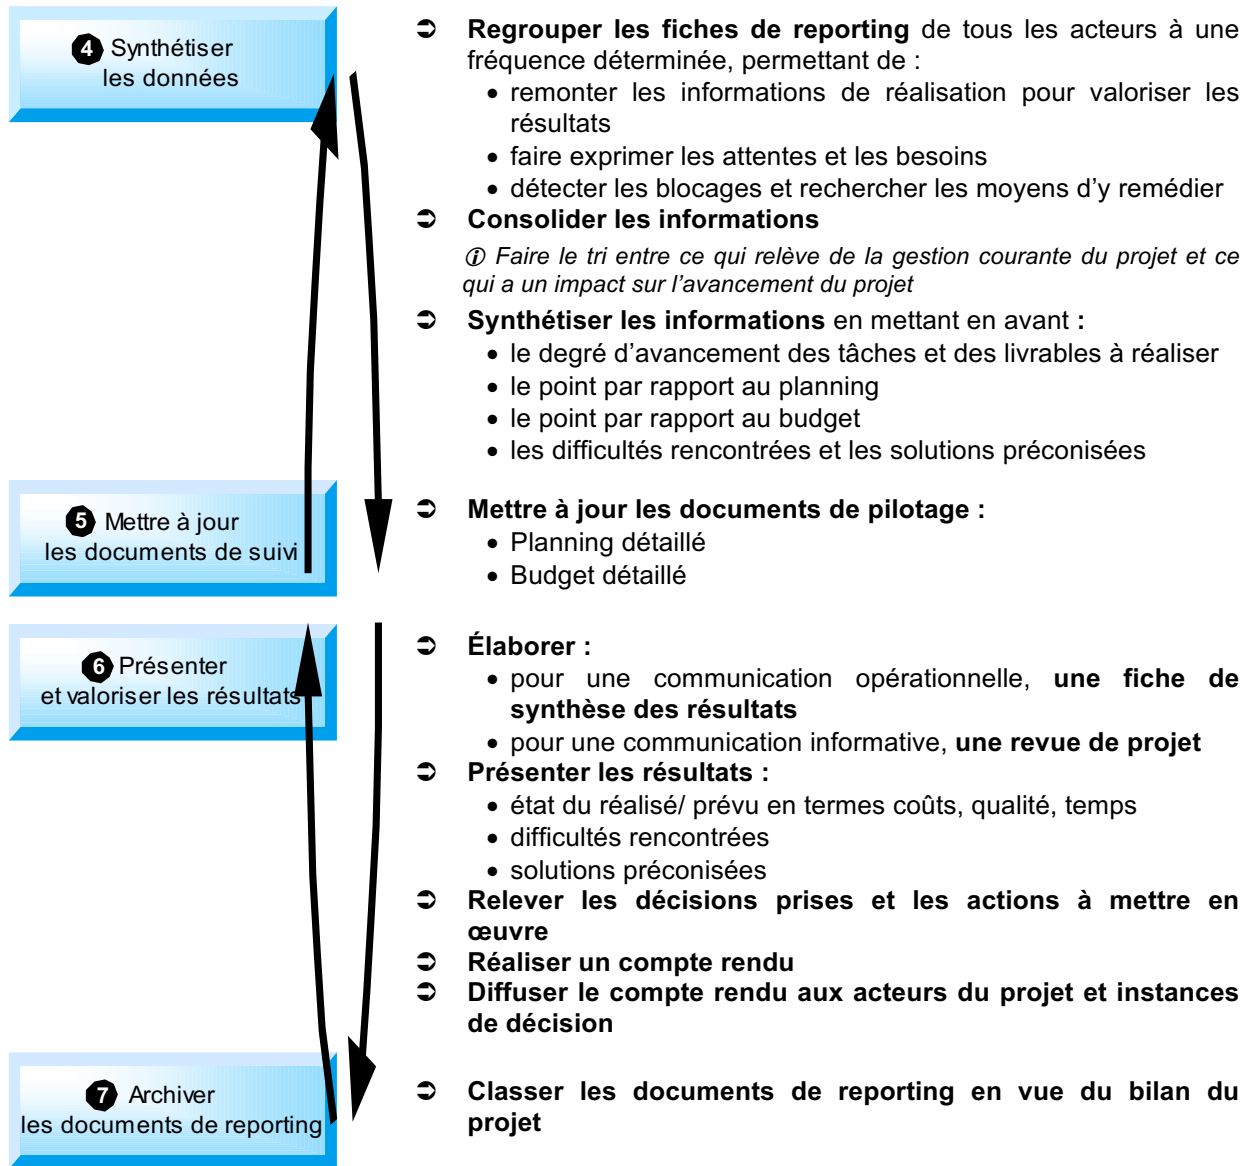 4 Synthétiser
les données
➲ Regrouper les fiches de reporting de tous les acteurs à une
fréquence déterminée, permettant de :
• remonter les informations de réalisation pour valoriser les
résultats
• faire exprimer les attentes et les besoins
• détecter les blocages et rechercher les moyens d’y remédier
➲ Consolider les informations
ⓘ Faire le tri entre ce qui relève de la gestion courante du projet et ce
qui a un impact sur l’avancement du projet
➲ Synthétiser les informations en mettant en avant :
• le degré d’avancement des tâches et des livrables à réaliser
• le point par rapport au planning
• le point par rapport au budget
• les difficultés rencontrées et les solutions préconisées
5 Mettre à jour
les documents de suivi
➲ Mettre à jour les documents de pilotage :
• Planning détaillé
• Budget détaillé
6 Présenter
et valoriser les résultats
➲ Élaborer :
• pour une communication opérationnelle, une fiche de
synthèse des résultats
• pour une communication informative, une revue de projet
➲ Présenter les résultats :
• état du réalisé/ prévu en termes coûts, qualité, temps
• difficultés rencontrées
• solutions préconisées
➲ Relever les décisions prises et les actions à mettre en
œuvre
➲ Réaliser un compte rendu
➲ Diffuser le compte rendu aux acteurs du projet et instances
de décision
7 Archiver
les documents de reporting
➲ Classer les documents de reporting en vue du bilan du
projet